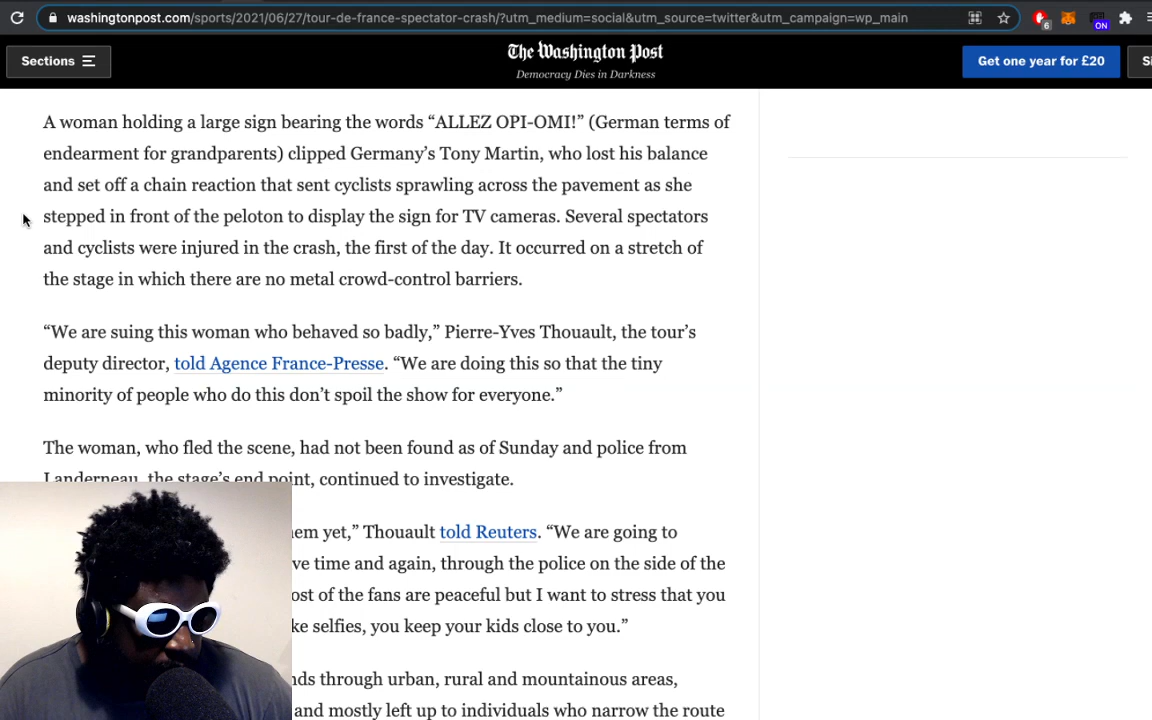 washingtonpost.com/sports/2021/06/27/tour-de-france-spectator-crash/?utm_medium=social&utm_source=twitter&utm_campaign=wp_main
6
ON
Sections
The Washington Post
Democracy Dies in Darkness
Get one year for £20
A woman holding a large sign bearing the words “ALLEZ OPI-OMI!” (German terms of
endearment for grandparents) clipped Germany’s Tony Martin, who lost his balance
and set off a chain reaction that sent cyclists sprawling across the pavement as she
stepped in front of the peloton to display the sign for TV cameras. Several spectators
and cyclists were injured in the crash, the first of the day. It occurred on a stretch of
the stage in which there are no metal crowd-control barriers.
“We are suing this woman who behaved so badly,” Pierre-Yves Thouault, the tour’s
deputy director, told Agence France-Presse. “We are doing this so that the tiny
minority of people who do this don’t spoil the show for everyone.”
The woman, who fled the scene, had not been found as of Sunday and police from
Landerneau, the stage’s end point, continued to investigate.
em yet,” Thouault told Reuters. “We are going to
ve time and again, through the police on the side of the
ost of the fans are peaceful but I want to stress that you
ke selfies, you keep your kids close to you.”
nds through urban, rural and mountainous areas,
and mostly left up to individuals who narrow the route